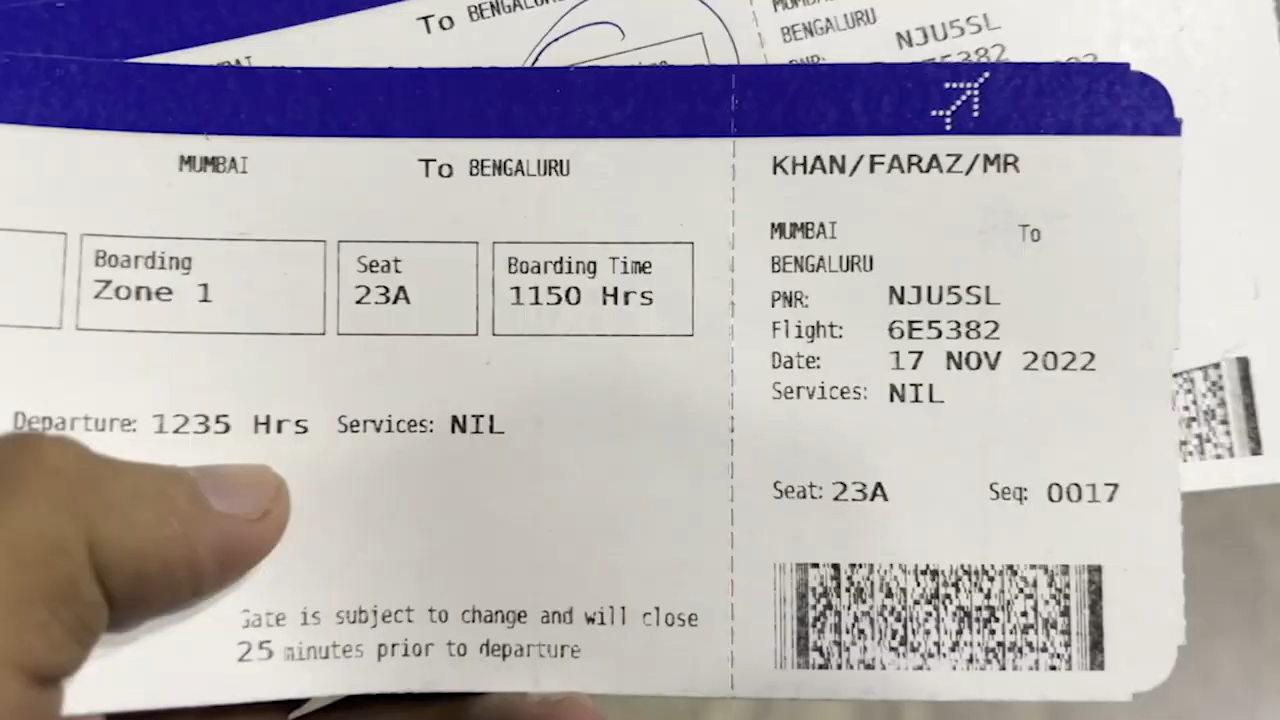 To BENGALURU
BENGALURU
NJU5SL
PNR:
6E5382
MUMBAI To BENGALURU
Boarding
Zone 1
Seat
23A
Boarding Time
1150 Hrs
Departure: 1235 Hrs Services: NIL
Gate is subject to change and will close
25 minutes prior to departure
KHAN/FARAZ/MR
MUMBAI To
BENGALURU
PNR: NJU5SL
Flight: 6E5382
Date: 17 NOV 2022
Services: NIL
Seat: 23A Seq: 0017